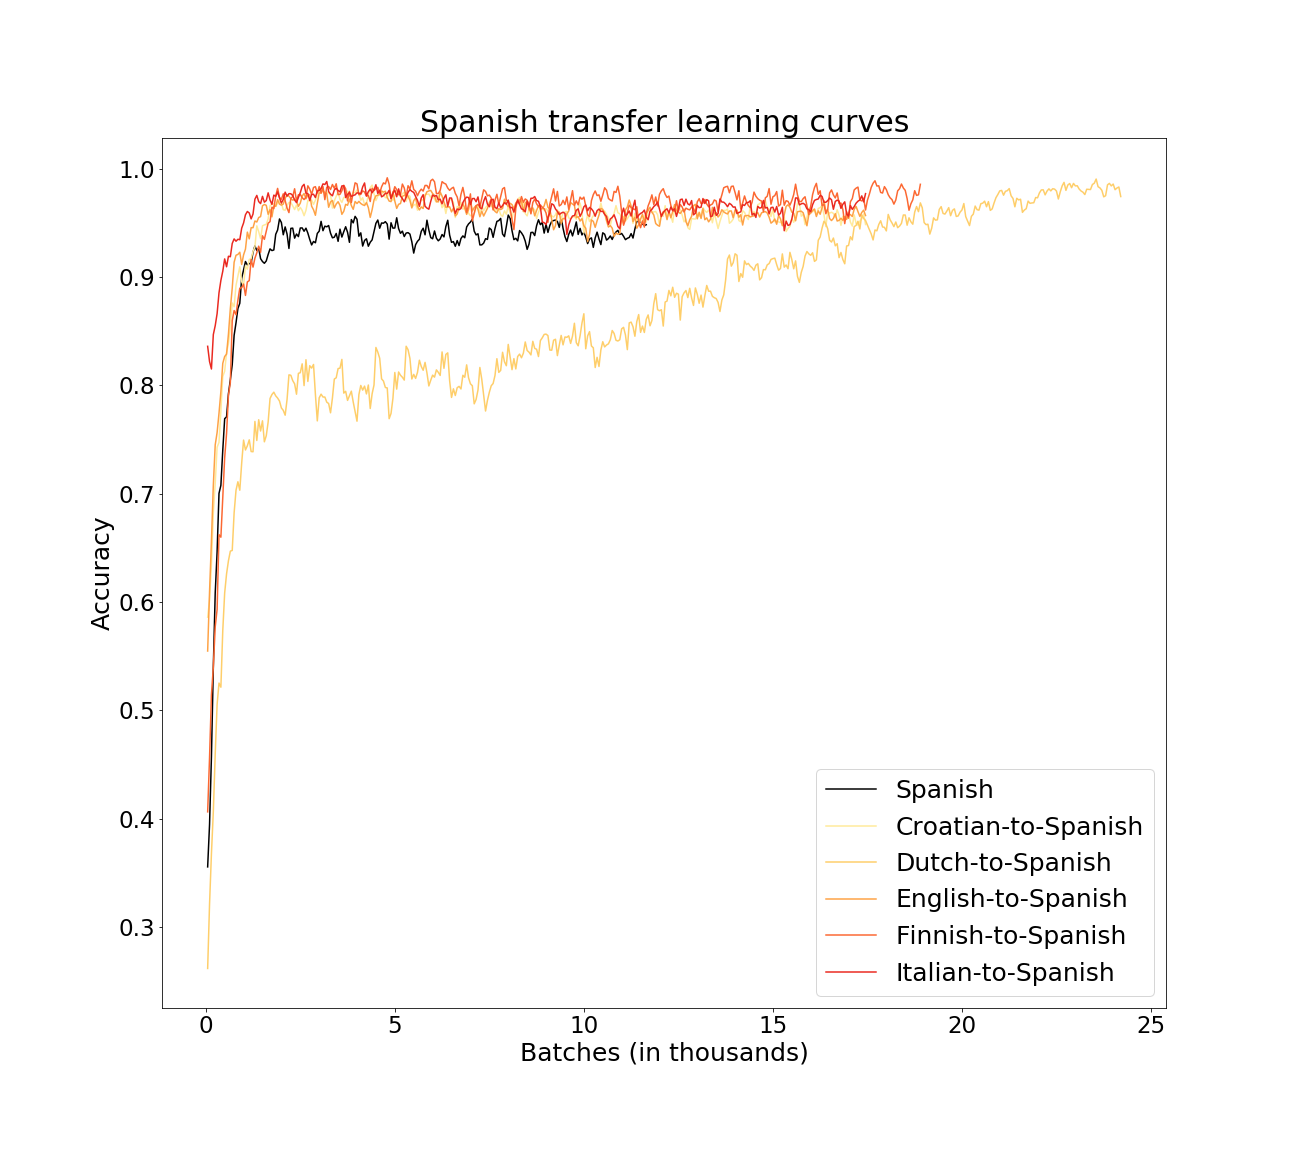 Spanish transfer learning curves
1.0
0.9
0.8
0.7
0.6
0.5
0.4
0.3
Accuracy
0 5 10 15 20 25
Batches (in thousands)
Spanish
Croatian-to-Spanish
Dutch-to-Spanish
English-to-Spanish
Finnish-to-Spanish
Italian-to-Spanish